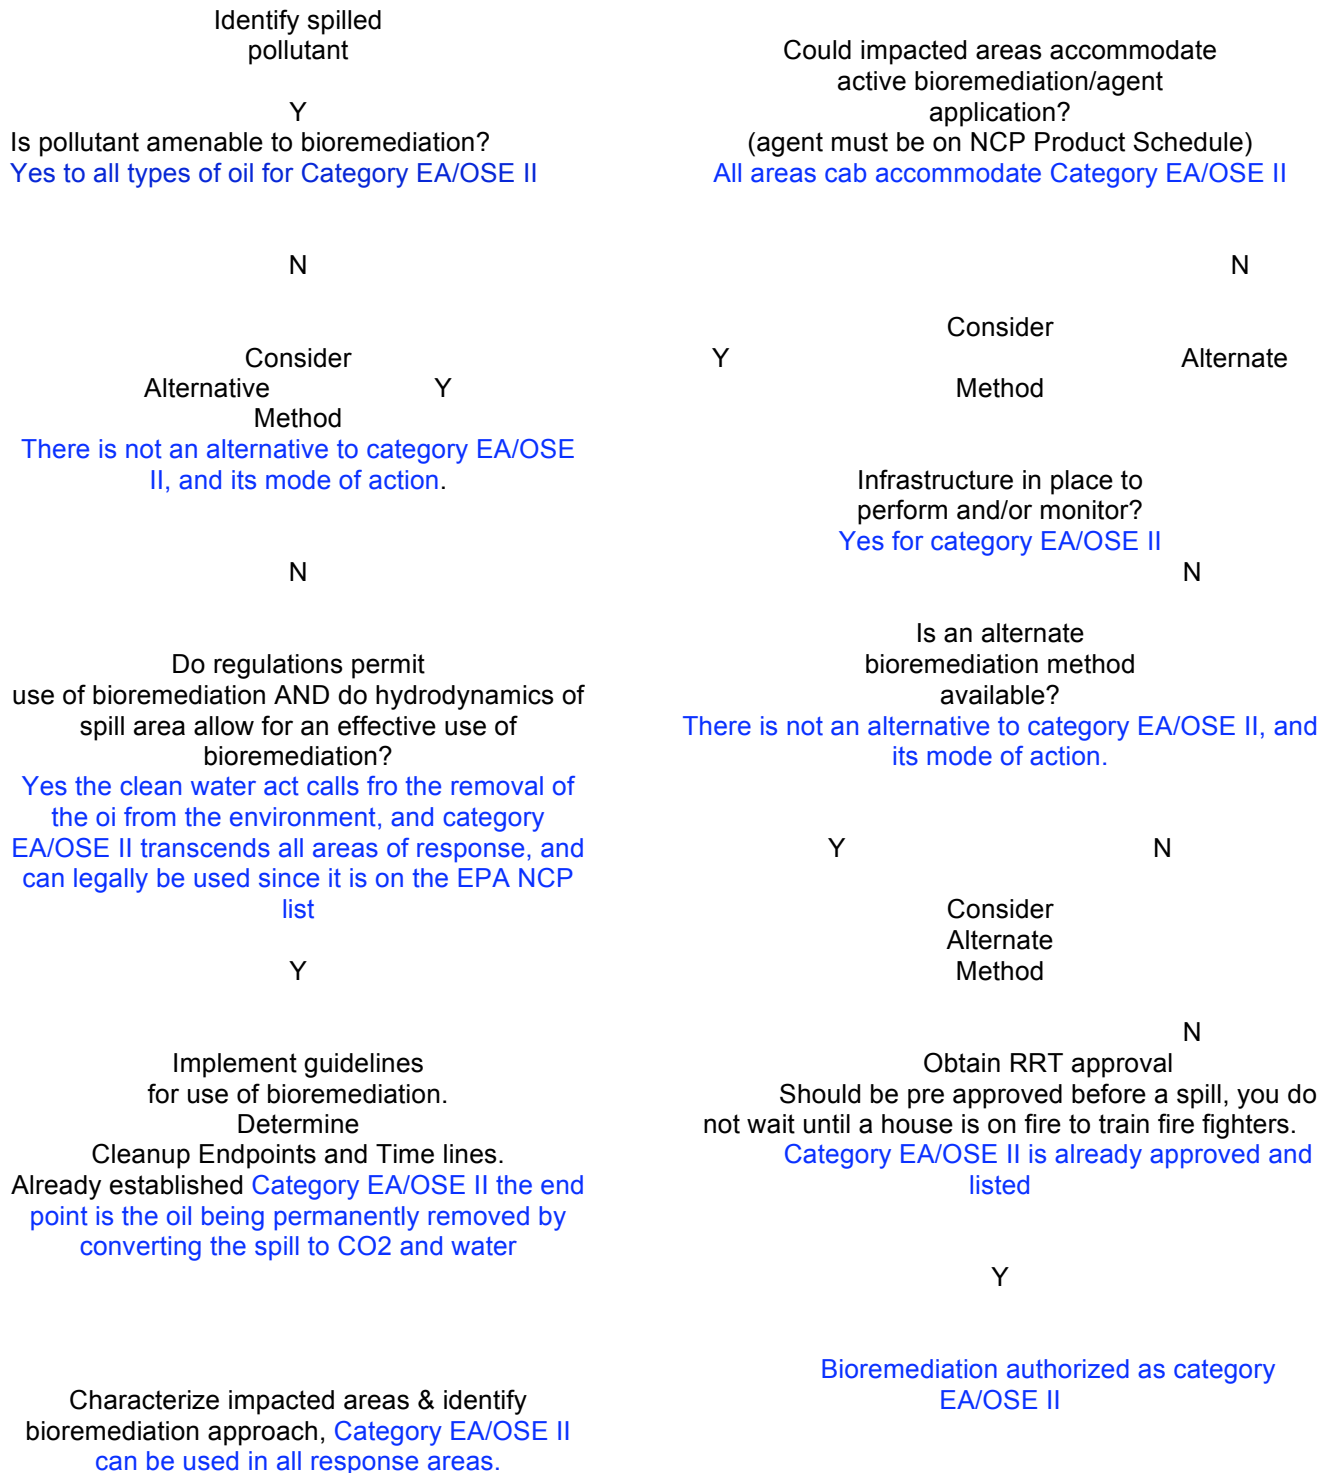 Identify spilled
pollutant
Y
Is pollutant amenable to bioremediation?
Yes to all types of oil for Category EA/OSE II
N
Consider
Alternative Y
Method
There is not an alternative to category EA/OSE
II, and its mode of action.
N
Do regulations permit
use of bioremediation AND do hydrodynamics of
spill area allow for an effective use of
bioremediation?
Yes the clean water act calls fro the removal of
the oi from the environment, and category
EA/OSE II transcends all areas of response, and
can legally be used since it is on the EPA NCP
list
Y
Implement guidelines
for use of bioremediation.
Determine
Cleanup Endpoints and Time lines.
Already established Category EA/OSE II the end
point is the oil being permanently removed by
converting the spill to CO2 and water
Characterize impacted areas & identify
bioremediation approach, Category EA/OSE II
can be used in all response areas.
Could impacted areas accommodate
active bioremediation/agent
application?
(agent must be on NCP Product Schedule)
All areas cab accommodate Category EA/OSE II
N
Consider
Y Alternate
Method
Infrastructure in place to
perform and/or monitor?
Yes for category EA/OSE II
N
Is an alternate
bioremediation method
available?
There is not an alternative to category EA/OSE II, and
its mode of action.
Y N
Consider
Alternate
Method
N
Obtain RRT approval
Should be pre approved before a spill, you do
not wait until a house is on fire to train fire fighters.
Category EA/OSE II is already approved and
listed
Y
Bioremediation authorized as category
EA/OSE II